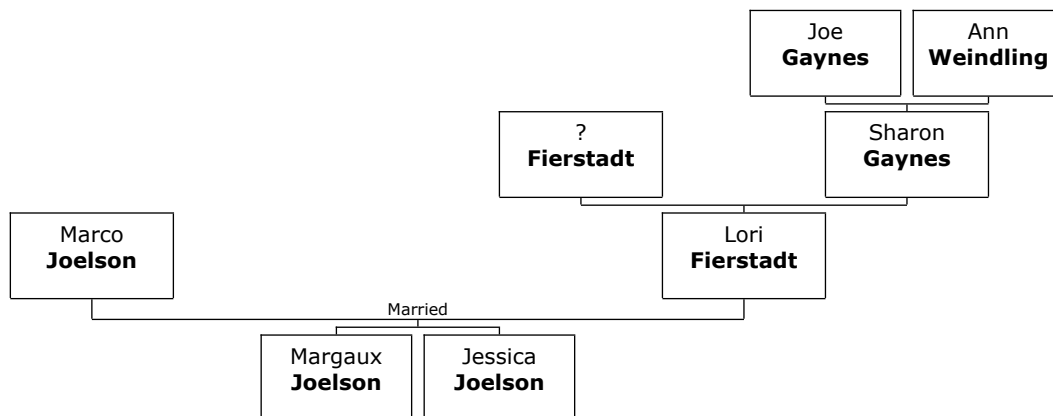 Joe
Gaynes
Ann
Weindling
?
Fierstadt
Sharon
Gaynes
Marco
Joelson
Lori
Fierstadt
Married
Margaux
Joelson
Jessica
Joelson